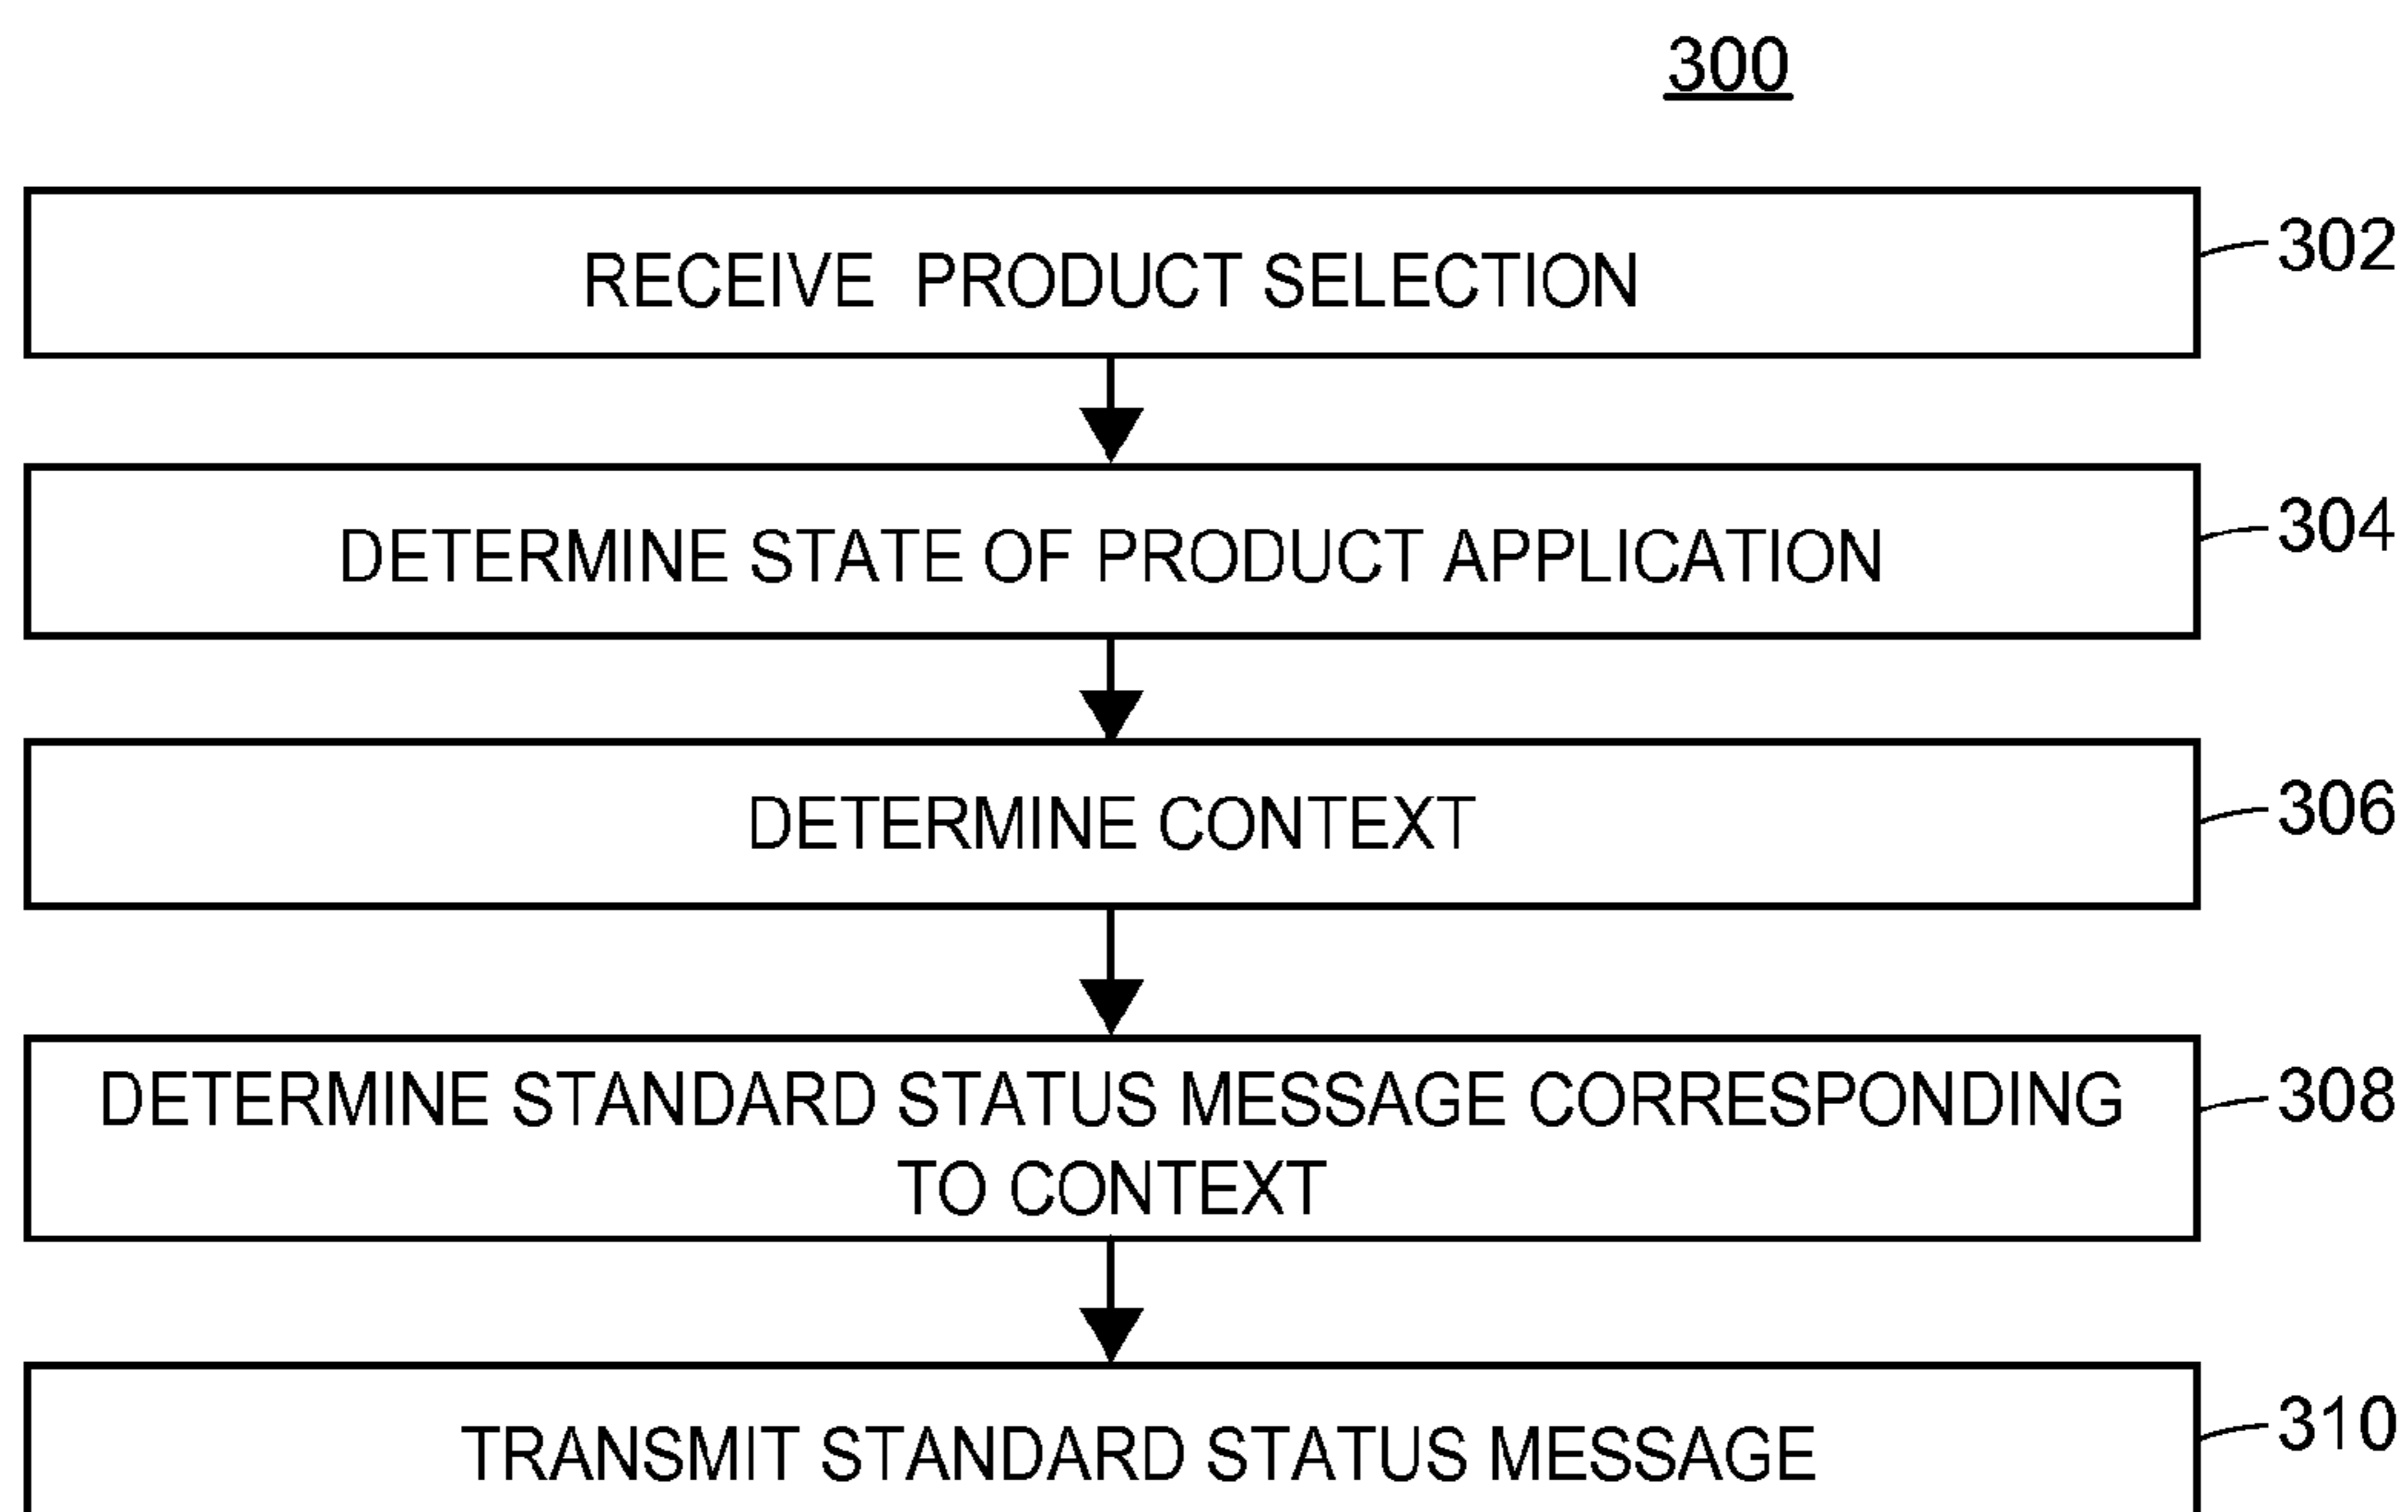 300
RECEIVE PRODUCT SELECTION
302
DETERMINE STATE OF PRODUCT APPLICATION
304
DETERMINE CONTEXT
306
DETERMINE STANDARD STATUS MESSAGE CORRESPONDING
TO CONTEXT
308
TRANSMIT STANDARD STATUS MESSAGE
310